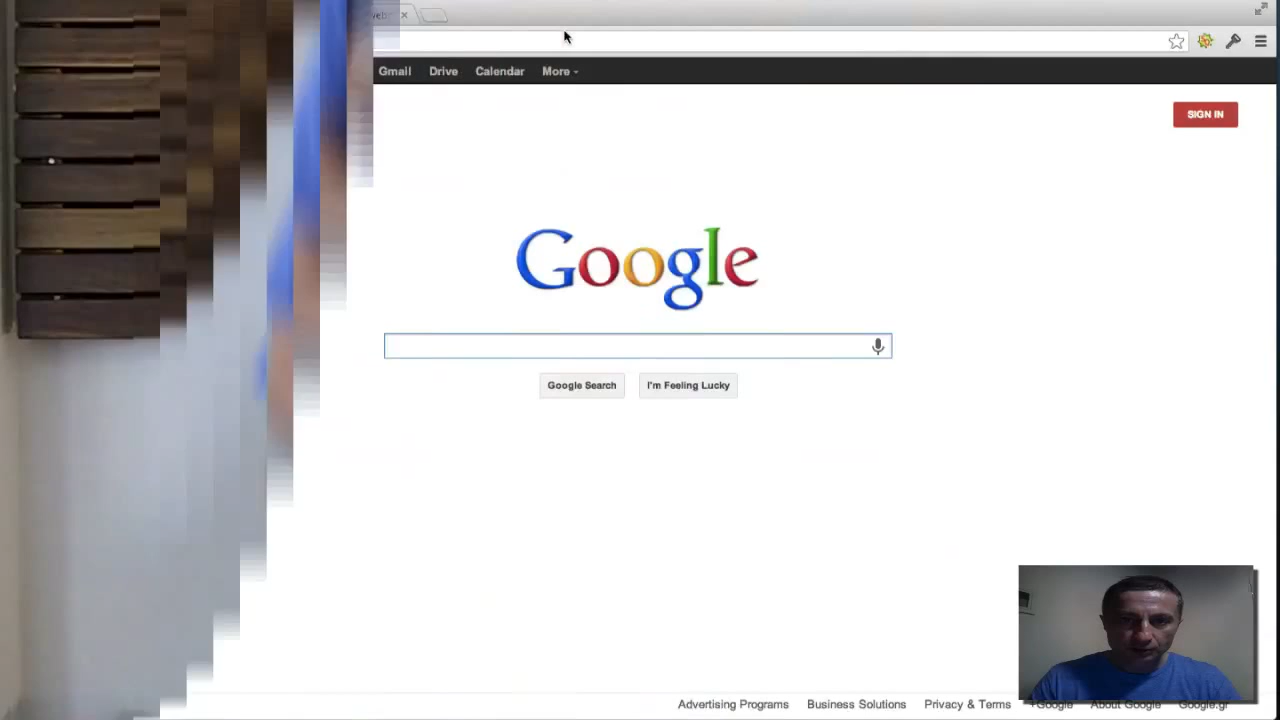 Gmail Drive Calendar More
SIGN IN
Google
Google Search I'm Feeling Lucky
Advertising Programs Business Solutions Privacy & Terms +Google About Google Google.gr